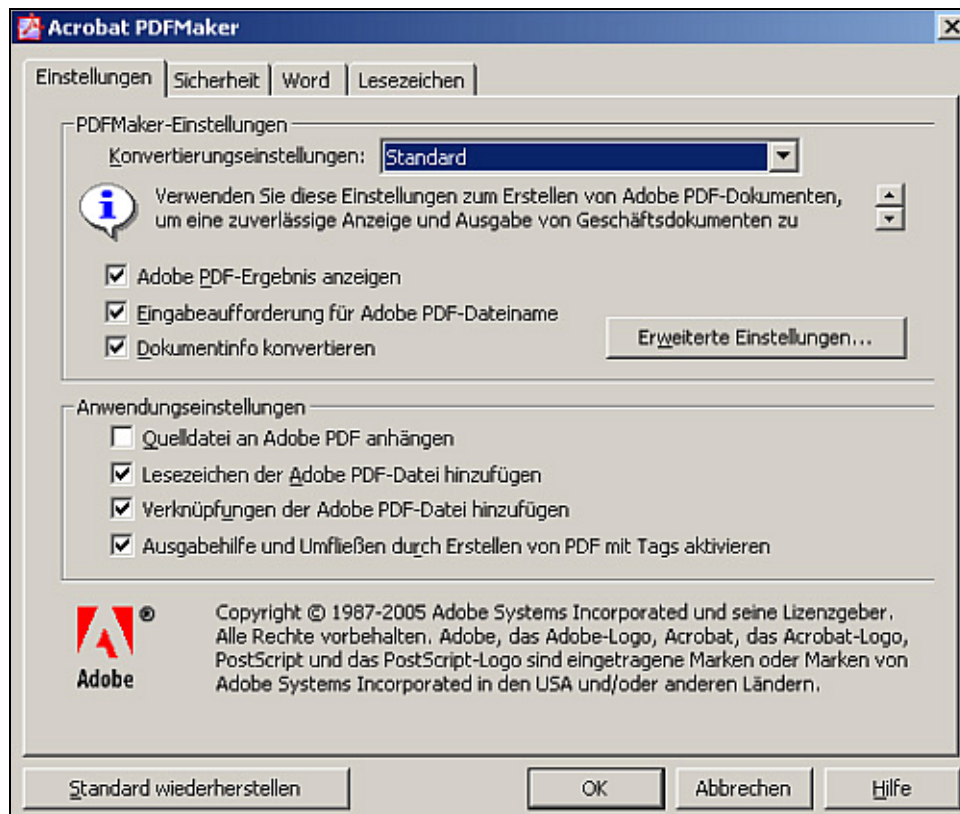 Acrobat PDFMaker
Einstellungen Sicherheit Word Lesezeichen
PDFMaker-Einstellungen
Konvertierungseinstellungen: Standard
Verwenden Sie diese Einstellungen zum Erstellen von Adobe PDF-Dokumenten,
um eine zuverlässige Anzeige und Ausgabe von Geschäftsdokumenten zu
Adobe PDF-Ergebnis anzeigen
Eingabeaufforderung für Adobe PDF-Dateiname
Dokumentinfo konvertieren
Erweiterte Einstellungen...
Anwendungseinstellungen
Quelldatei an Adobe PDF anhängen
Lesezeichen der Adobe PDF-Datei hinzufügen
Verknüpfungen der Adobe PDF-Datei hinzufügen
Ausgabehilfe und Umfließen durch Erstellen von PDF mit Tags aktivieren
Adobe ®
Copyright © 1987-2005 Adobe Systems Incorporated und seine Lizenzgeber.
Alle Rechte vorbehalten. Adobe, das Adobe-Logo, Acrobat, das Acrobat-Logo,
PostScript und das PostScript-Logo sind eingetragene Marken oder Marken von
Adobe Systems Incorporated in den USA und/oder anderen Ländern.
Standard wiederherstellen OK Abbrechen Hilfe